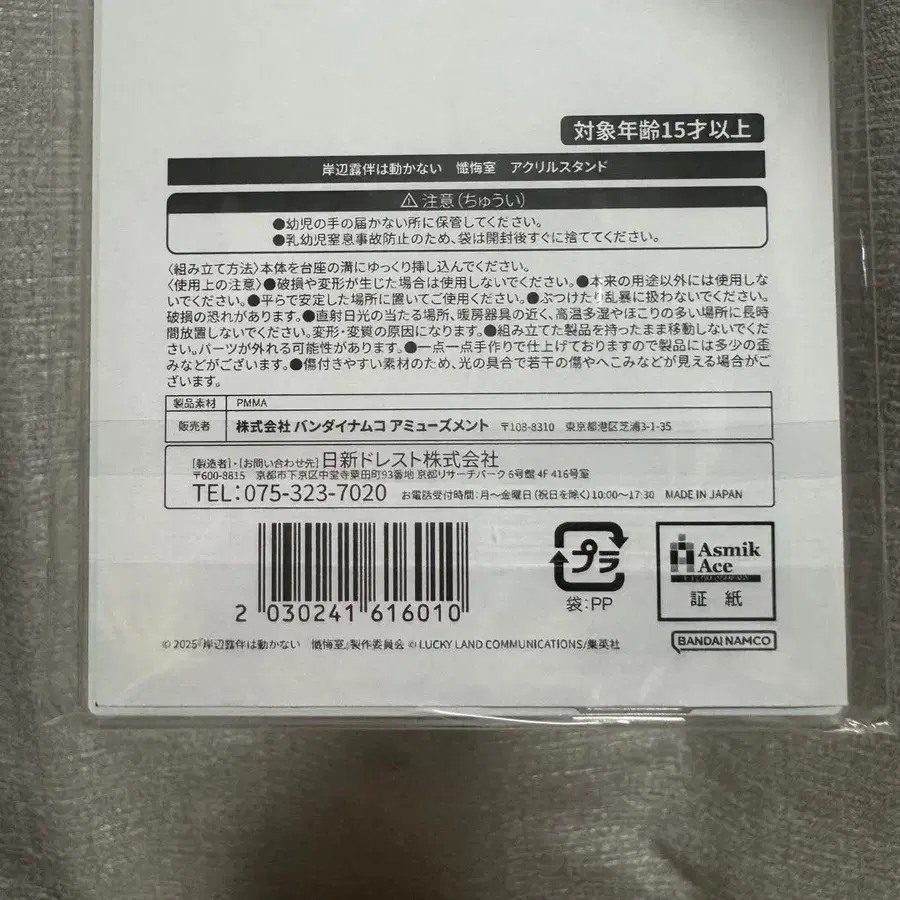 対象年齢15才以上
岸辺露伴は動かない 懺悔室 アクリルスタンド
⚠注意(ちゅうい)
●幼児の手の届かない所に保管してください。
●乳幼児窒息事故防止のため、袋は開封後すぐに捨ててください。
〈組み立て方法〉本体を台座の溝にゆっくり挿し込んでください。
〈使用上の注意〉●破損や変形が生じた場合は使用しないでください。●本来の用途以外には使用しな
いでください。●平らで安定した場所に置いてご使用ください。●ぶつけたり乱暴に扱わないでください。
破損の恐れがあります。●直射日光の当たる場所、暖房器具の近く、高温多湿やほこりの多い場所に長時
間放置しないでください。変形・変質の原因になります。●組み立てた製品を持ったまま移動しないでくださ
い。パーツが外れる可能性があります。●一点一点手作りで仕上げておりますので製品には多少の歪
みなどがございます。●傷付きやすい素材のため、光の具合で若干の傷やへこみなどが見える場合がご
ざいます。
製品素材 PMMA
販売者 株式会社 バンダイナムコ アミューズメント 〒108-8310 東京都港区芝浦3-1-35
[製造者]・[お問い合わせ先] 日新ドレスト株式会社
〒600-8815 京都市下京区中堂寺粟田町93番地 京都リサーチパーク 6号館 4F 416号室
TEL:075-323-7020 お電話受付時間:月〜金曜日(祝日を除く)10:00〜17:30 MADE IN JAPAN
2 030241 616010
プラ
袋:PP
Asmik
Ace
証紙
© 2025『岸辺露伴は動かない 懺悔室』製作委員会 © LUCKY LAND COMMUNICATIONS/集英社
BANDAI NAMCO